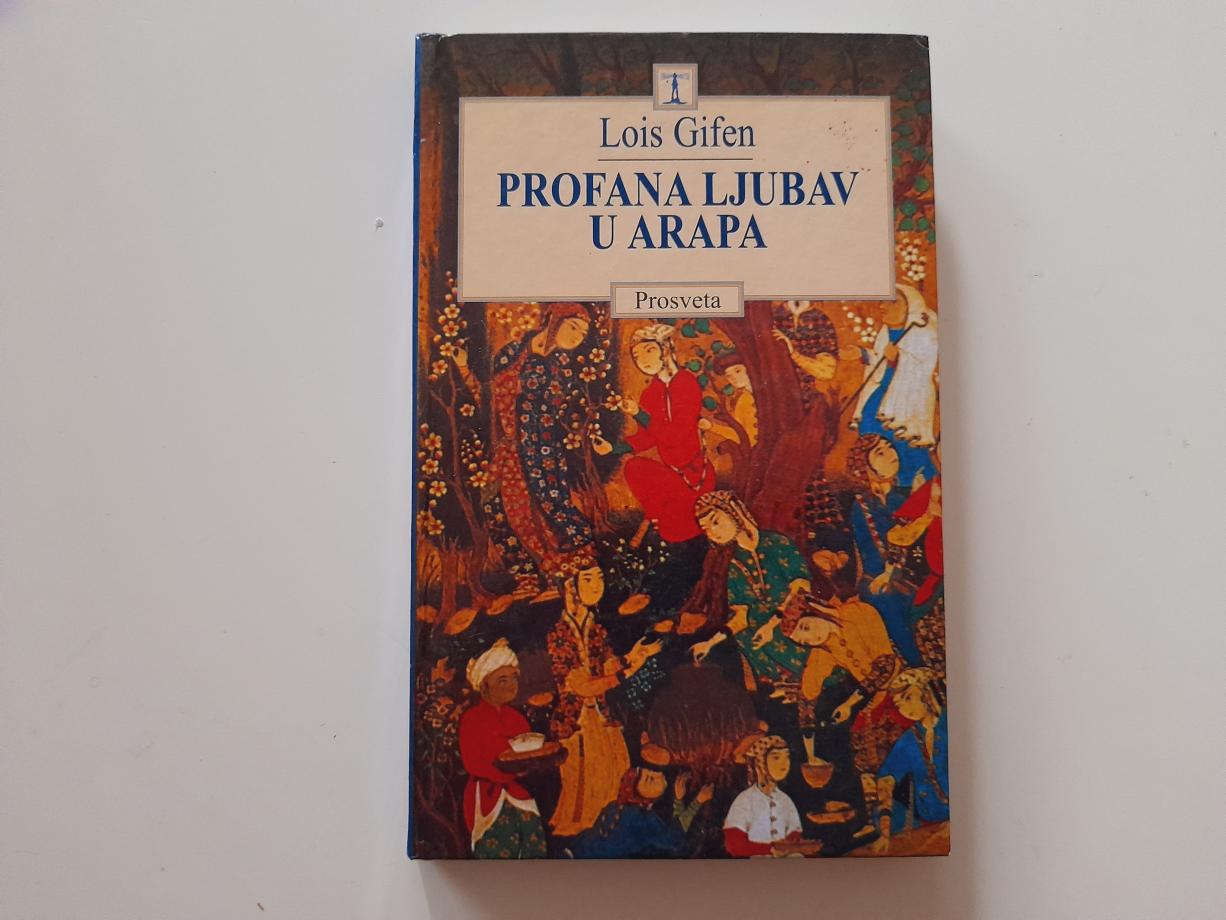 Lois Gifen
PROFANA LJUBAV
U ARAPA
Prosveta